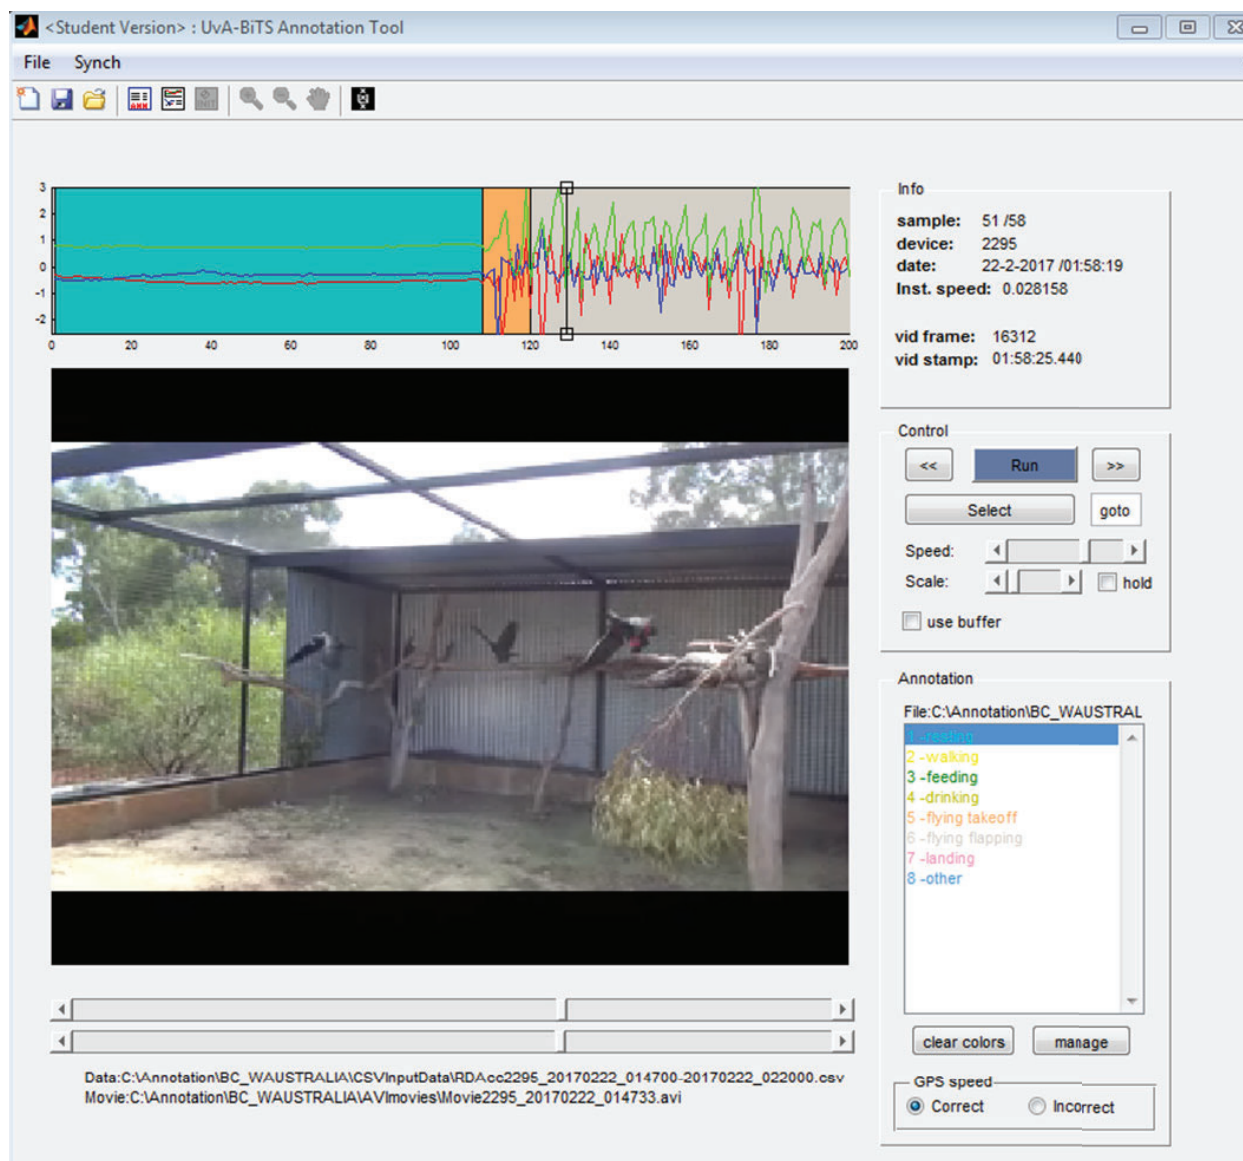 <Student Version> : UvA-BiTS Annotation Tool
File Synch
3
2
1
0
-1
-2
0 20 40 60 80 100 120 140 160 180 200
Info
sample: 51 /58
device: 2295
date: 22-2-2017 /01:58:19
Inst. speed: 0.028158
vid frame: 16312
vid stamp: 01:58:25.440
Control
<< Run >>
Select goto
Speed:
Scale: hold
use buffer
Annotation
File:C:\Annotation\BC_WAUSTRAL
1 -resting
2 -walking
3 -feeding
4 -drinking
5 -flying takeoff
6 -flying flapping
7 -landing
8 -other
clear colors manage
GPS speed
Correct Incorrect
Data:C:\Annotation\BC_WAUSTRALIA\CSVInputData\RDAcc2295_20170222_014700-20170222_022000.csv
Movie:C:\Annotation\BC_WAUSTRALIA\AVImovies\Movie2295_20170222_014733.avi